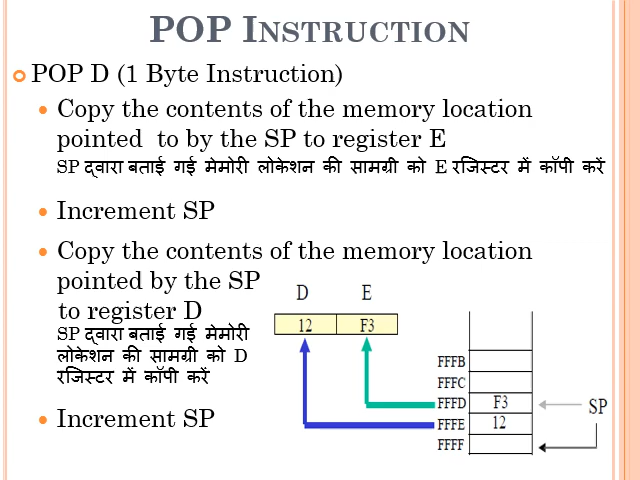 POP INSTRUCTION
POP D (1 Byte Instruction)
Copy the contents of the memory location
pointed to by the SP to register E
SP द्वारा बताई गई मेमोरी लोकेशन की सामग्री को E रजिस्टर में कॉपी करें
Increment SP
Copy the contents of the memory location
pointed by the SP
to register D
SP द्वारा बताई गई मेमोरी
लोकेशन की सामग्री को D
रजिस्टर में कॉपी करें
Increment SP
D E
12 F3
FFFB
FFFC
FFFD F3 SP
FFFE 12
FFFF